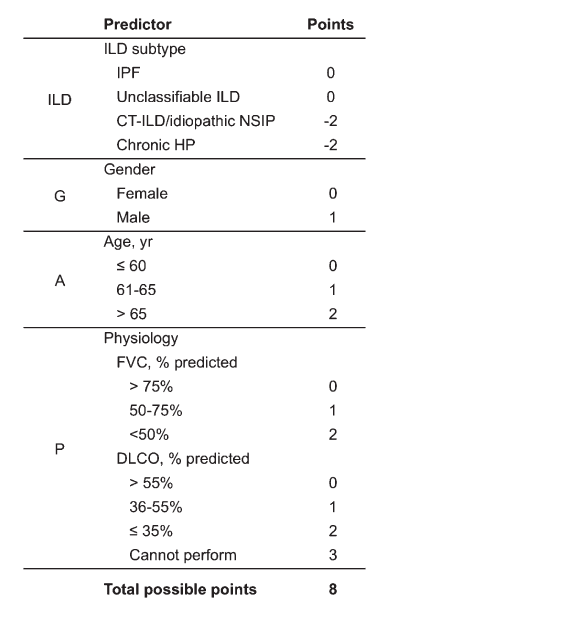 Predictor Points
ILD subtype
IPF 0
Unclassifiable ILD 0
ILD
CT-ILD/idiopathic NSIP -2
Chronic HP -2
Gender
G Female 0
Male 1
Age, yr
≤ 60 0
A
61-65 1
> 65 2
Physiology
FVC, % predicted
> 75% 0
50-75% 1
<50% 2
P
DLCO, % predicted
> 55% 0
36-55% 1
≤ 35% 2
Cannot perform 3
Total possible points 8